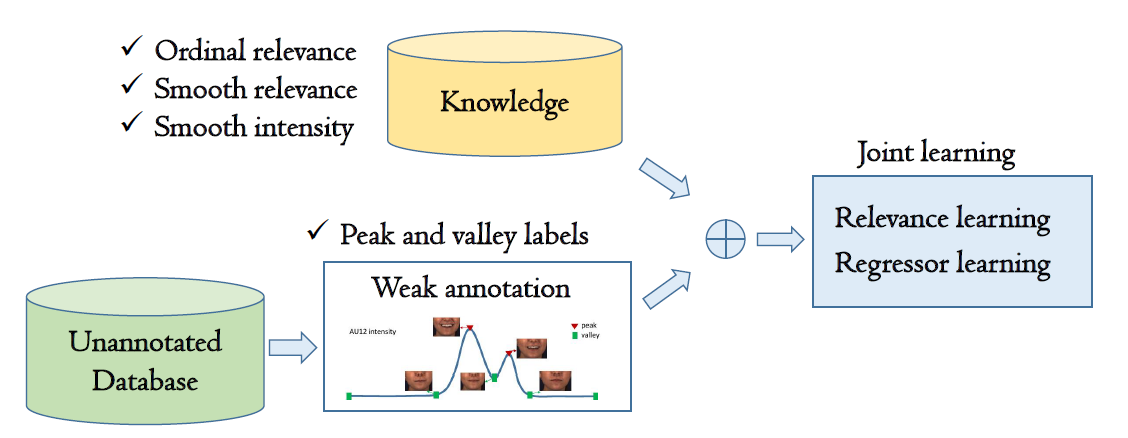 ✓ Ordinal relevance
✓ Smooth relevance
✓ Smooth intensity
Knowledge
Joint learning
Relevance learning
Regressor learning
✓ Peak and valley labels
Weak annotation
AU12 intensity
peak
valley
Unannotated
Database